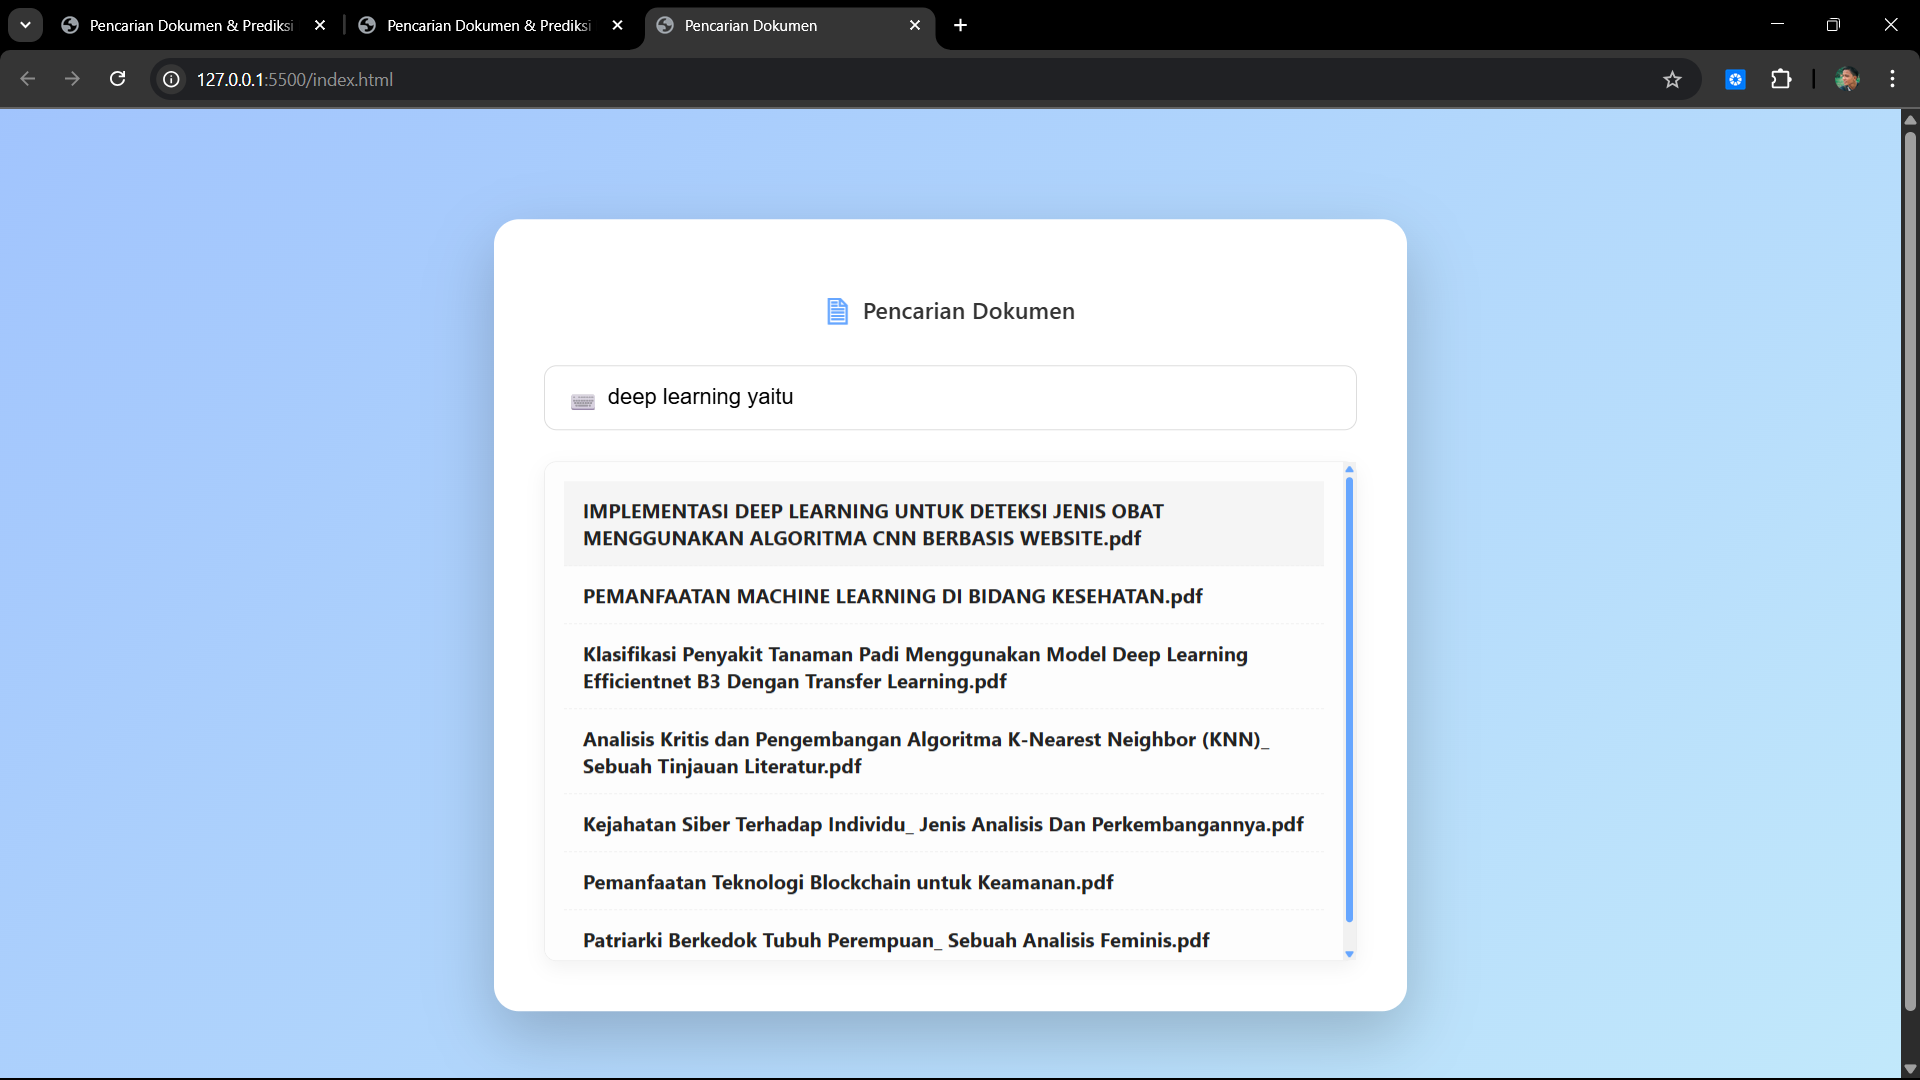 Pencarian Dokumen & Prediksi
Pencarian Dokumen & Prediksi
Pencarian Dokumen
127.0.0.1:5500/index.html
Pencarian Dokumen
deep learning yaitu
IMPLEMENTASI DEEP LEARNING UNTUK DETEKSI JENIS OBAT
MENGGUNAKAN ALGORITMA CNN BERBASIS WEBSITE.pdf
PEMANFAATAN MACHINE LEARNING DI BIDANG KESEHATAN.pdf
Klasifikasi Penyakit Tanaman Padi Menggunakan Model Deep Learning
Efficientnet B3 Dengan Transfer Learning.pdf
Analisis Kritis dan Pengembangan Algoritma K-Nearest Neighbor (KNN)_
Sebuah Tinjauan Literatur.pdf
Kejahatan Siber Terhadap Individu_ Jenis Analisis Dan Perkembangannya.pdf
Pemanfaatan Teknologi Blockchain untuk Keamanan.pdf
Patriarki Berkedok Tubuh Perempuan_ Sebuah Analisis Feminis.pdf